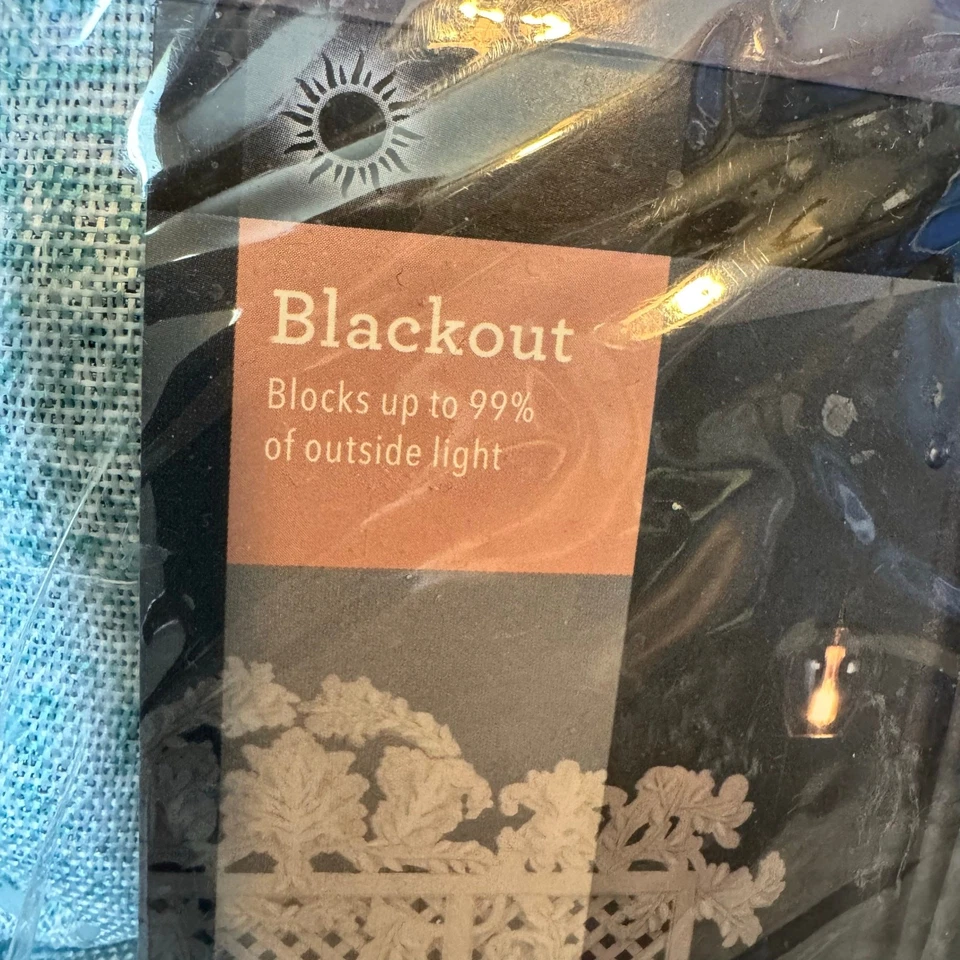 Blackout
Blocks up to 99%
of outside light